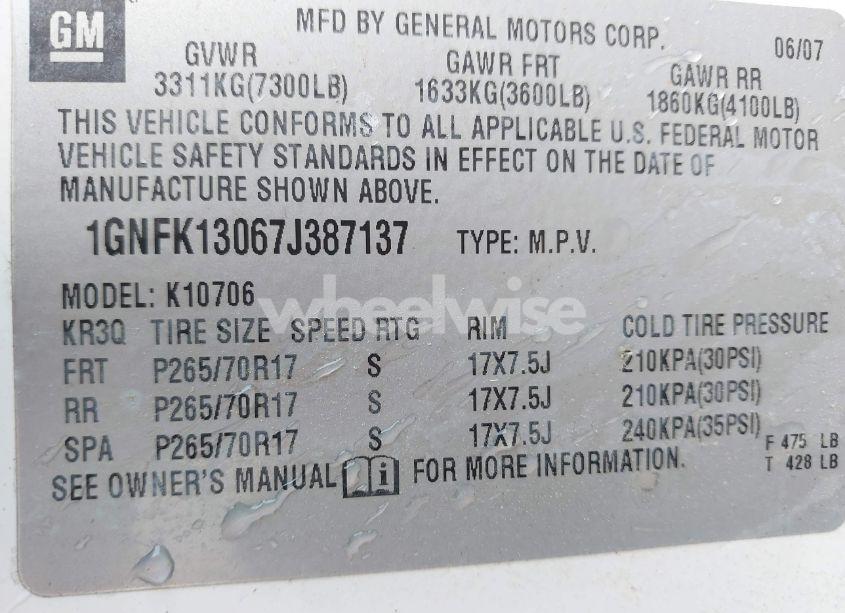 GM
MFD BY GENERAL MOTORS CORP.
06/07
GVWR GAWR FRT GAWR RR
3311KG(7300LB) 1633KG(3600LB) 1860KG(4100LB)
THIS VEHICLE CONFORMS TO ALL APPLICABLE U.S. FEDERAL MOTOR
VEHICLE SAFETY STANDARDS IN EFFECT ON THE DATE OF
MANUFACTURE SHOWN ABOVE.
1GNFK13067J387137 TYPE: M.P.V.
MODEL: K10706
wheelwise
KR3Q TIRE SIZE SPEED RTG RIM COLD TIRE PRESSURE
FRT P265/70R17 S 17X7.5J 210KPA(30PSI)
RR P265/70R17 S 17X7.5J 210KPA(30PSI)
SPA P265/70R17 S 17X7.5J 240KPA(35PSI)
F 475 LB
T 428 LB
SEE OWNER'S MANUAL i FOR MORE INFORMATION.